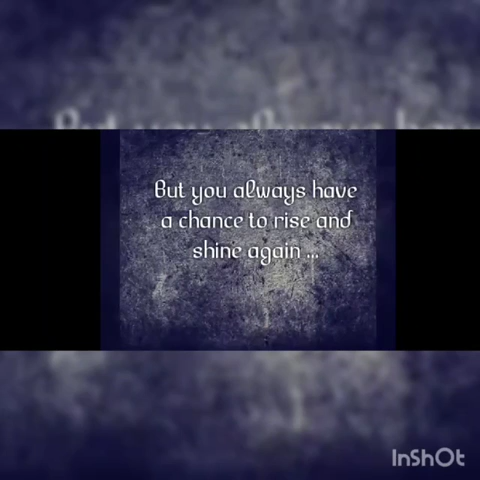 But you always have
a chance to rise and
shine again ...
InShOt